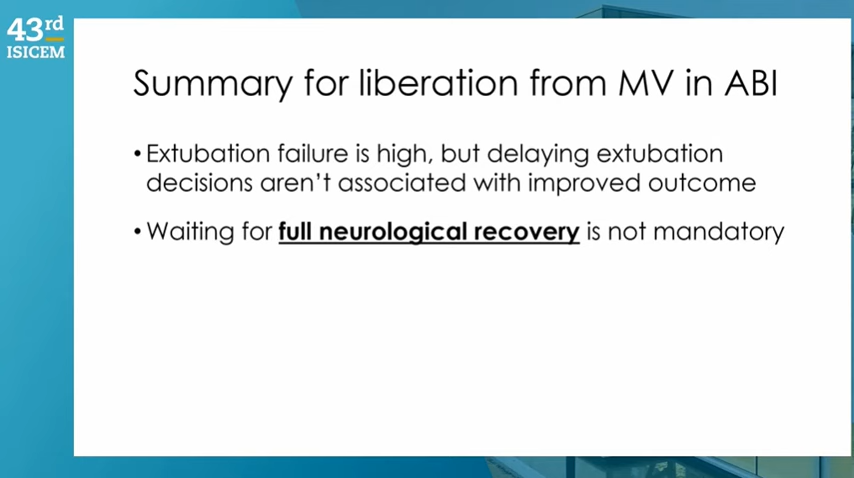 43rd
ISICEM
Summary for liberation from MV in ABI
• Extubation failure is high, but delaying extubation
decisions aren't associated with improved outcome
• Waiting for full neurological recovery is not mandatory